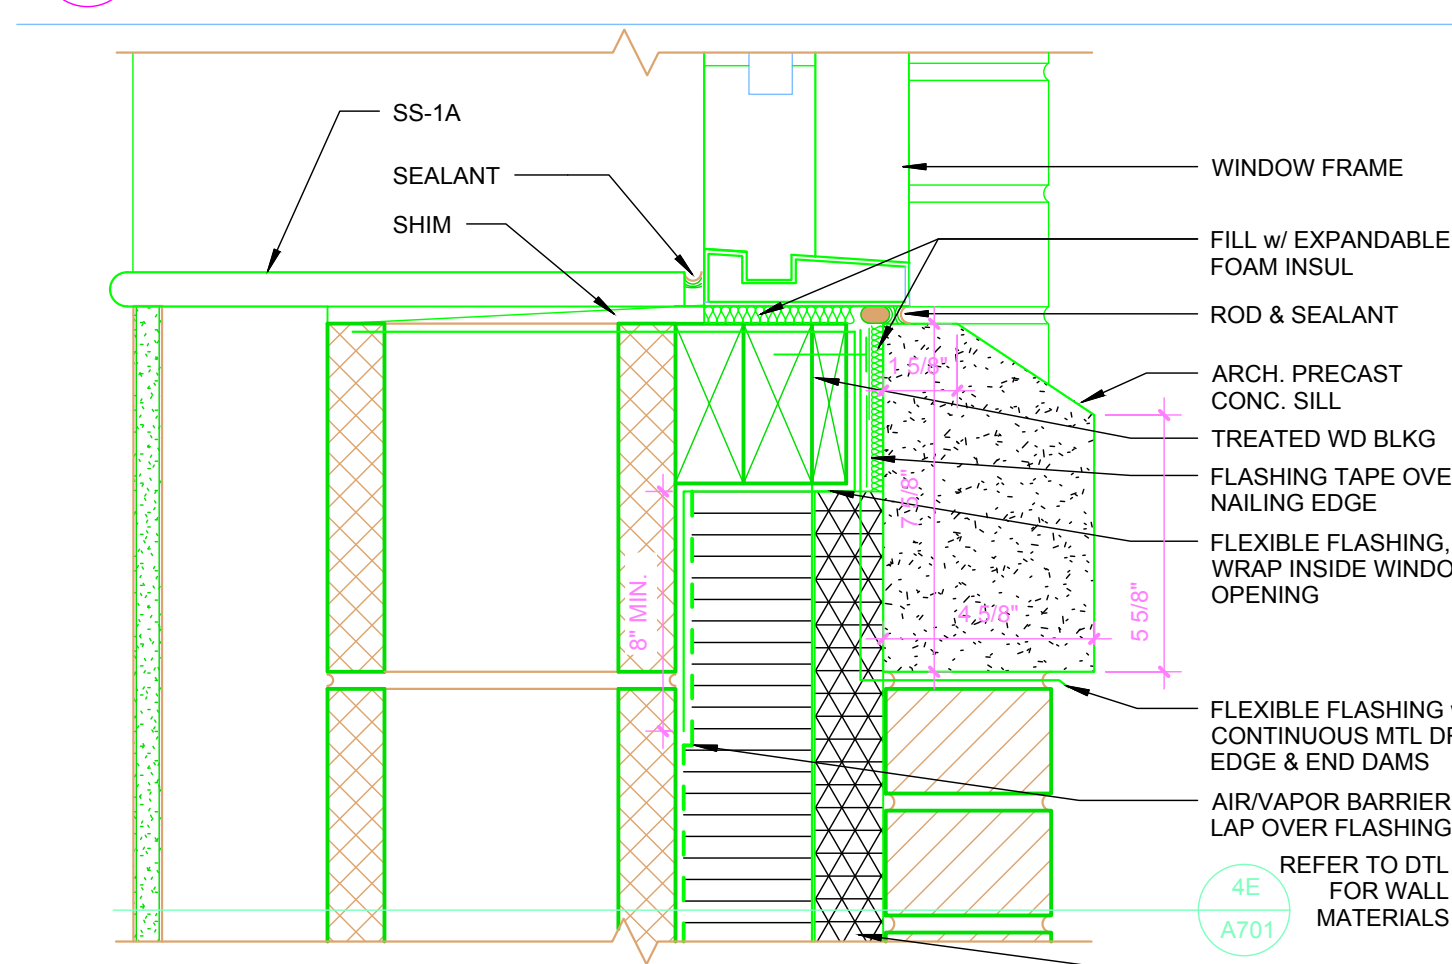 SS-1A
SEALANT
SHIM
WINDOW FRAME
FILL w/ EXPANDABLE
FOAM INSUL
ROD & SEALANT
ARCH. PRECAST
CONC. SILL
TREATED WD BLKG
FLASHING TAPE OVE
NAILING EDGE
FLEXIBLE FLASHING,
WRAP INSIDE WINDO
OPENING
FLEXIBLE FLASHING
CONTINUOUS MTL DR
EDGE & END DAMS
AIR/VAPOR BARRIER
LAP OVER FLASHING
REFER TO DTL
FOR WALL
MATERIALS
4E
A701
1 5/8"
7 5/8"
4 5/8"
5 5/8"
8" MIN.